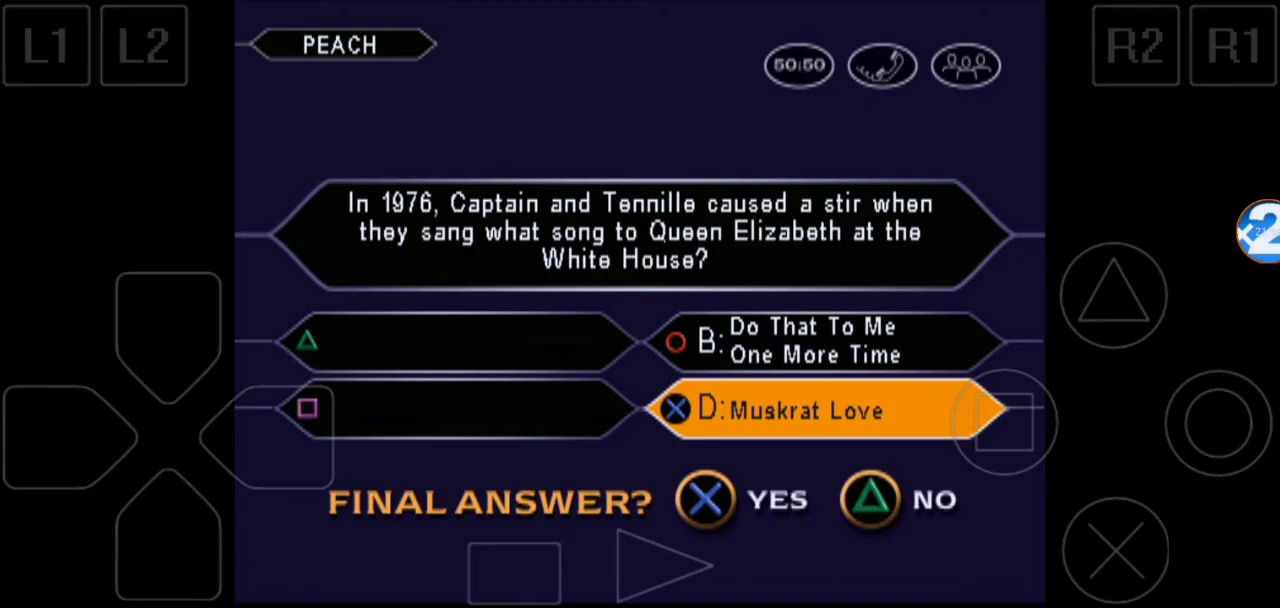 L1
L2
R2
R1
PEACH
50:50
In 1976, Captain and Tennille caused a stir when
they sang what song to Queen Elizabeth at the
White House?
B: Do That To Me
One More Time
D: Muskrat Love
FINAL ANSWER? YES NO